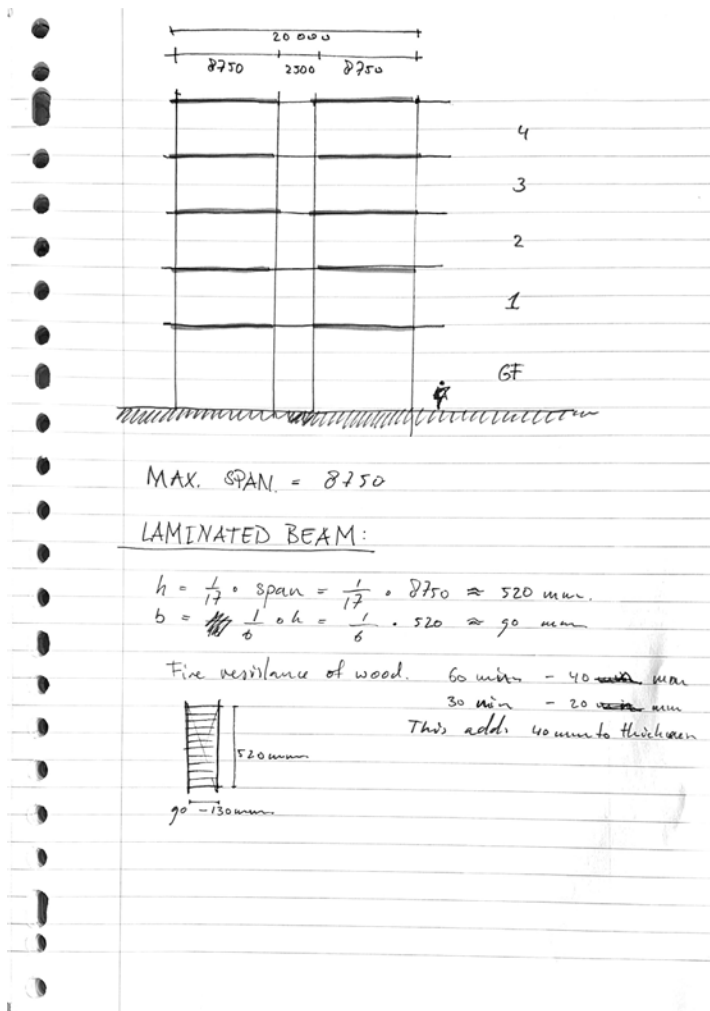 20 000
8750 2500 8750
4
3
2
1
GF
MAX. SPAN. = 8750
LAMINATED BEAM:
h = 1/17 · span = 1/17 · 8750 ≈ 520 mm.
b = 1/6 · h = 1/6 · 520 ≈ 90 mm
Fire resistance of wood. 60 min - 40 mm
30 min - 20 mm
This adds 40 mm to thickness
520 mm
90 - 130 mm